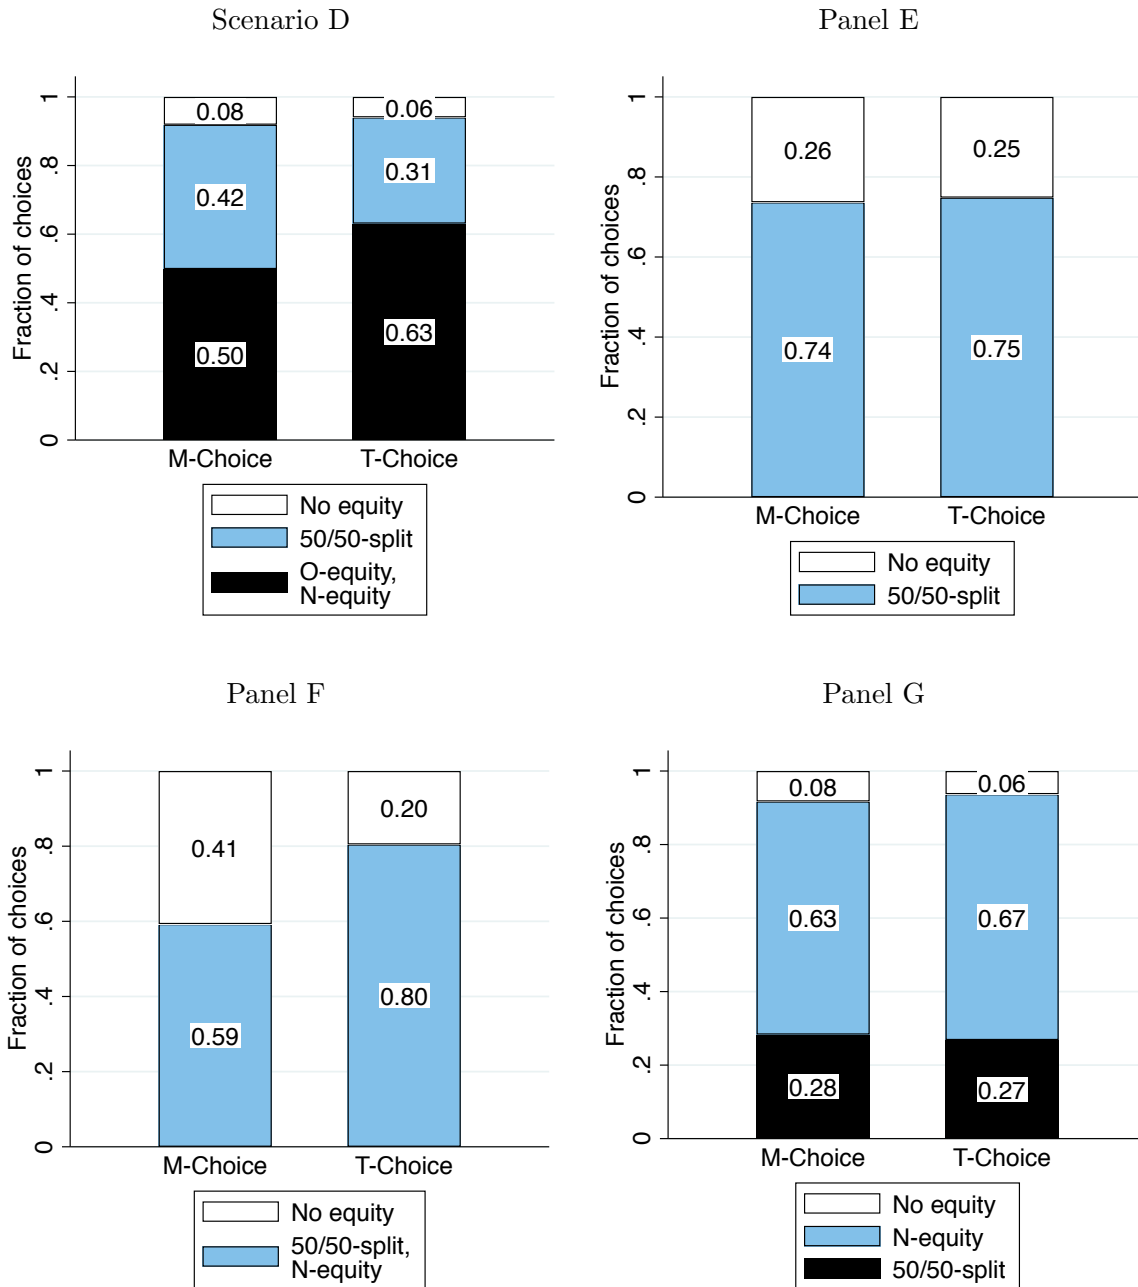 Scenario D
Fraction of choices
1
.8
.6
.4
.2
0
0.08
0.06
0.42
0.31
0.50
0.63
M-Choice T-Choice
No equity
50/50-split
O-equity,
N-equity
Panel E
Fraction of choices
1
.8
.6
.4
.2
0
0.26
0.25
0.74
0.75
M-Choice T-Choice
No equity
50/50-split
Panel F
Fraction of choices
1
.8
.6
.4
.2
0
0.41
0.20
0.59
0.80
M-Choice T-Choice
No equity
50/50-split,
N-equity
Panel G
Fraction of choices
1
.8
.6
.4
.2
0
0.08
0.06
0.63
0.67
0.28
0.27
M-Choice T-Choice
No equity
N-equity
50/50-split